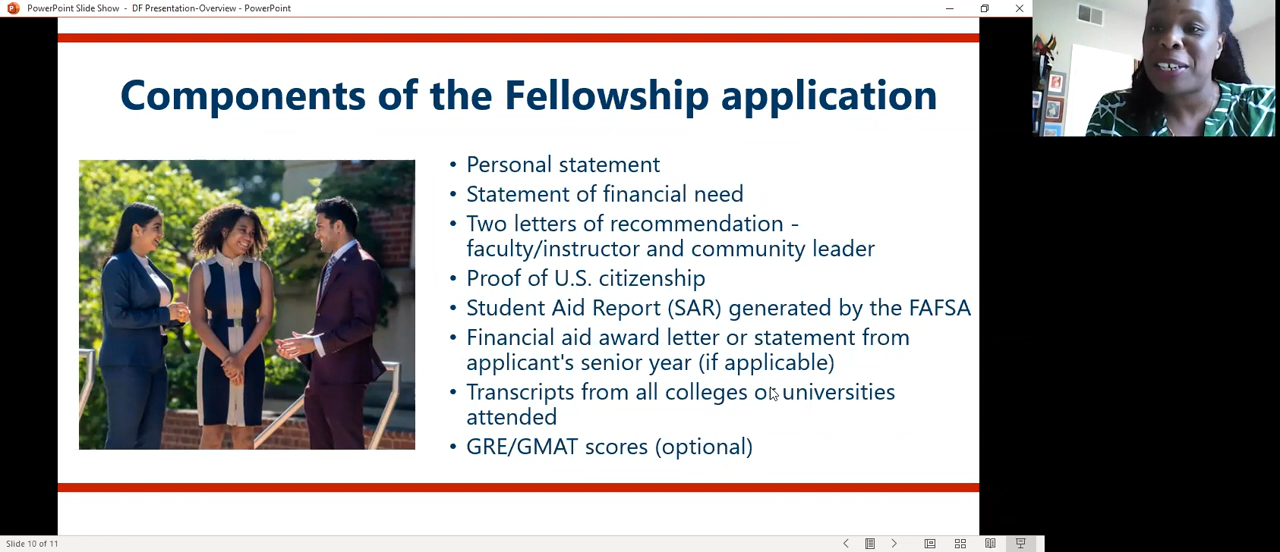 PowerPoint Slide Show - DF Presentation-Overview - PowerPoint
Components of the Fellowship application
• Personal statement
• Statement of financial need
• Two letters of recommendation -
faculty/instructor and community leader
• Proof of U.S. citizenship
• Student Aid Report (SAR) generated by the FAFSA
• Financial aid award letter or statement from
applicant's senior year (if applicable)
• Transcripts from all colleges or universities
attended
• GRE/GMAT scores (optional)
Slide 10 of 11